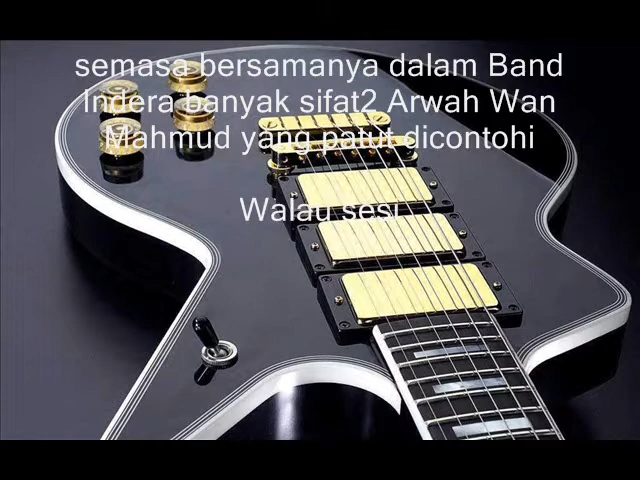 semasa bersamanya dalam Band
Indera banyak sifat2 Arwah Wan
Mahmud yang patut dicontohi
Walau sesi